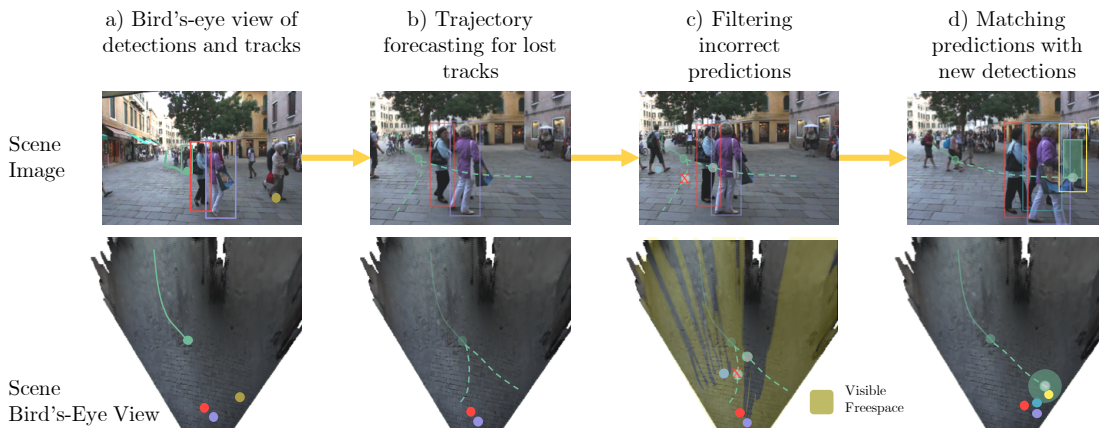 a) Bird's-eye view of
detections and tracks
b) Trajectory
forecasting for lost
tracks
c) Filtering
incorrect
predictions
d) Matching
predictions with
new detections
Scene
Image
Scene
Bird's-Eye View
Visible
Freespace